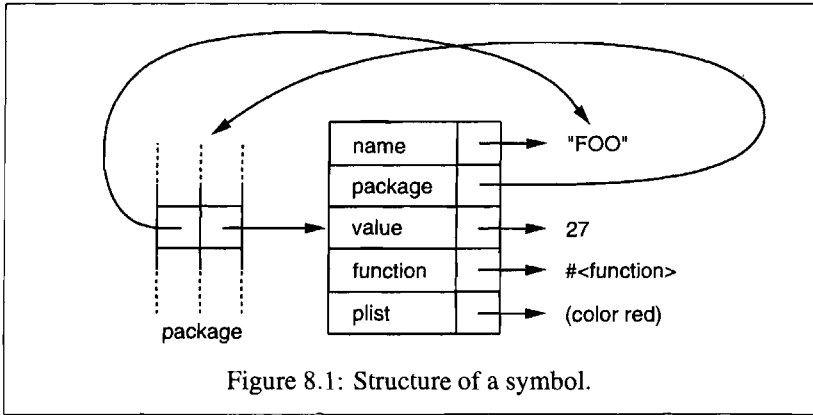 name "FOO"
package
value 27
function #<function>
plist (color red)
package
Figure 8.1: Structure of a symbol.